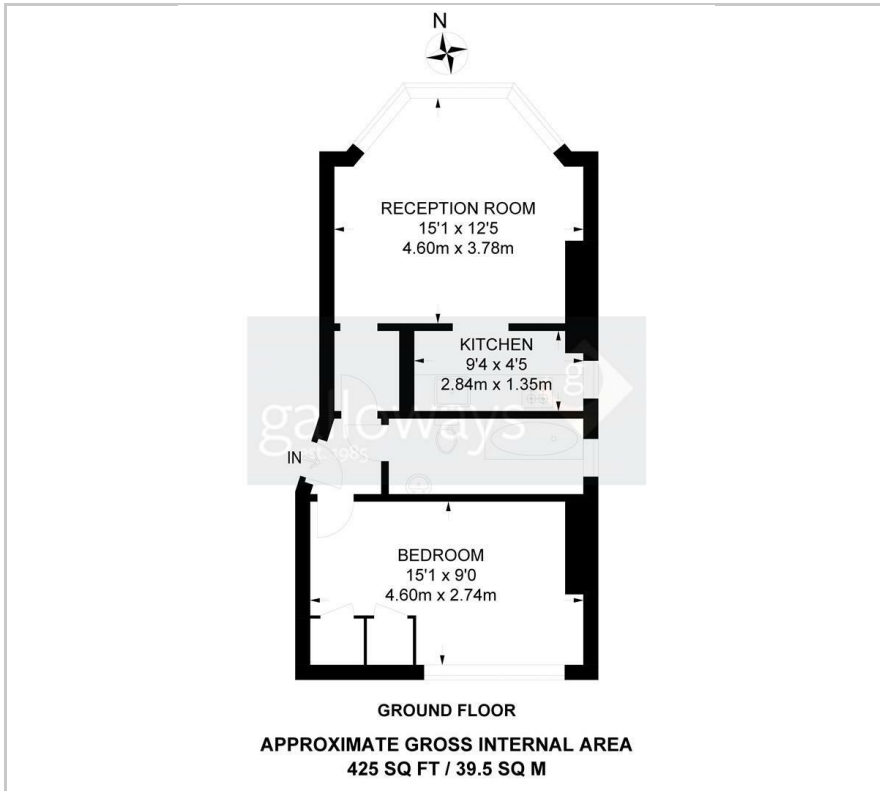 N
RECEPTION ROOM
15'1 x 12'5
4.60m x 3.78m
KITCHEN
9'4 x 4'5
2.84m x 1.35m
g
galloways
est. 1985
IN
BEDROOM
15'1 x 9'0
4.60m x 2.74m
GROUND FLOOR
APPROXIMATE GROSS INTERNAL AREA
425 SQ FT / 39.5 SQ M